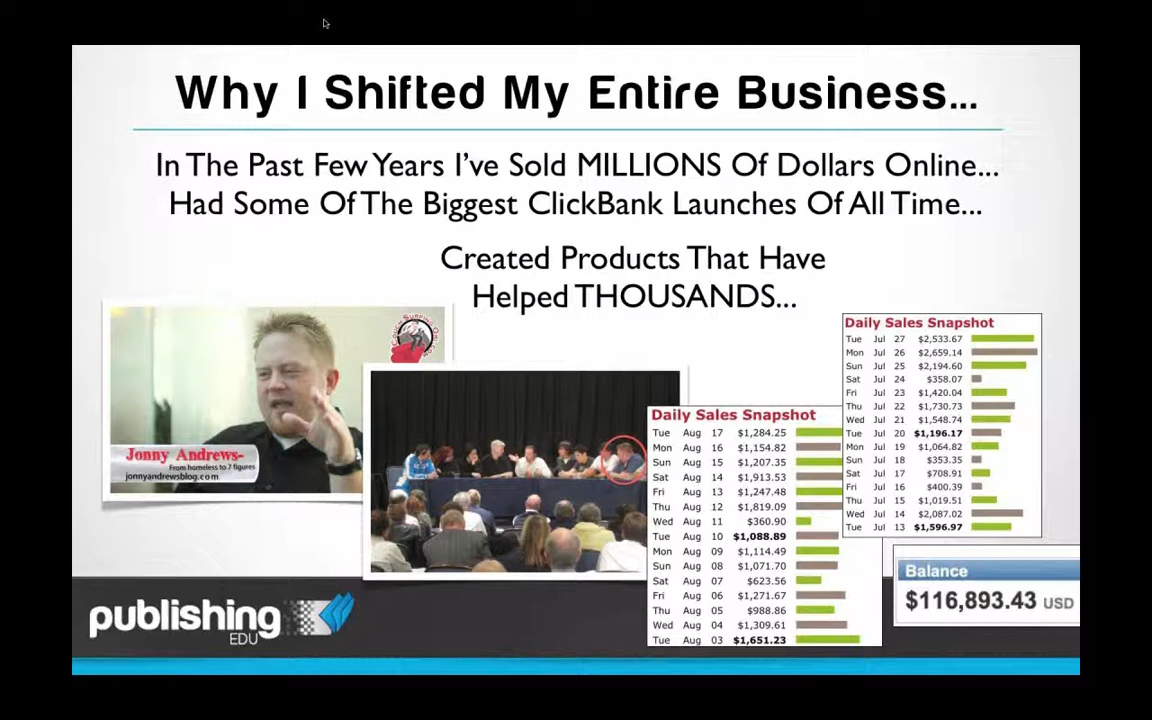 Why I Shifted My Entire Business...
In The Past Few Years I've Sold MILLIONS Of Dollars Online...
Had Some Of The Biggest ClickBank Launches Of All Time...
Created Products That Have
Helped THOUSANDS...
Jonny Andrews-
From homeless to 7 figures
jonnyandrewsblog.com
Daily Sales Snapshot
Tue Aug 17 $1,284.25
Mon Aug 16 $1,154.82
Sun Aug 15 $1,207.35
Sat Aug 14 $1,913.53
Fri Aug 13 $1,247.48
Thu Aug 12 $1,819.09
Wed Aug 11 $360.90
Tue Aug 10 $1,088.89
Mon Aug 09 $1,114.49
Sun Aug 08 $1,071.70
Sat Aug 07 $623.56
Fri Aug 06 $1,271.67
Thu Aug 05 $988.86
Wed Aug 04 $1,309.61
Tue Aug 03 $1,651.23
Daily Sales Snapshot
Tue Jul 27 $2,533.67
Mon Jul 26 $2,659.14
Sun Jul 25 $2,194.60
Sat Jul 24 $358.07
Fri Jul 23 $1,420.04
Thu Jul 22 $1,730.73
Wed Jul 21 $1,548.74
Tue Jul 20 $1,196.17
Mon Jul 19 $1,064.82
Sun Jul 18 $353.35
Sat Jul 17 $708.91
Fri Jul 16 $400.39
Thu Jul 15 $1,019.51
Wed Jul 14 $2,087.02
Tue Jul 13 $1,596.97
Balance
$116,893.43 USD
publishing
EDU